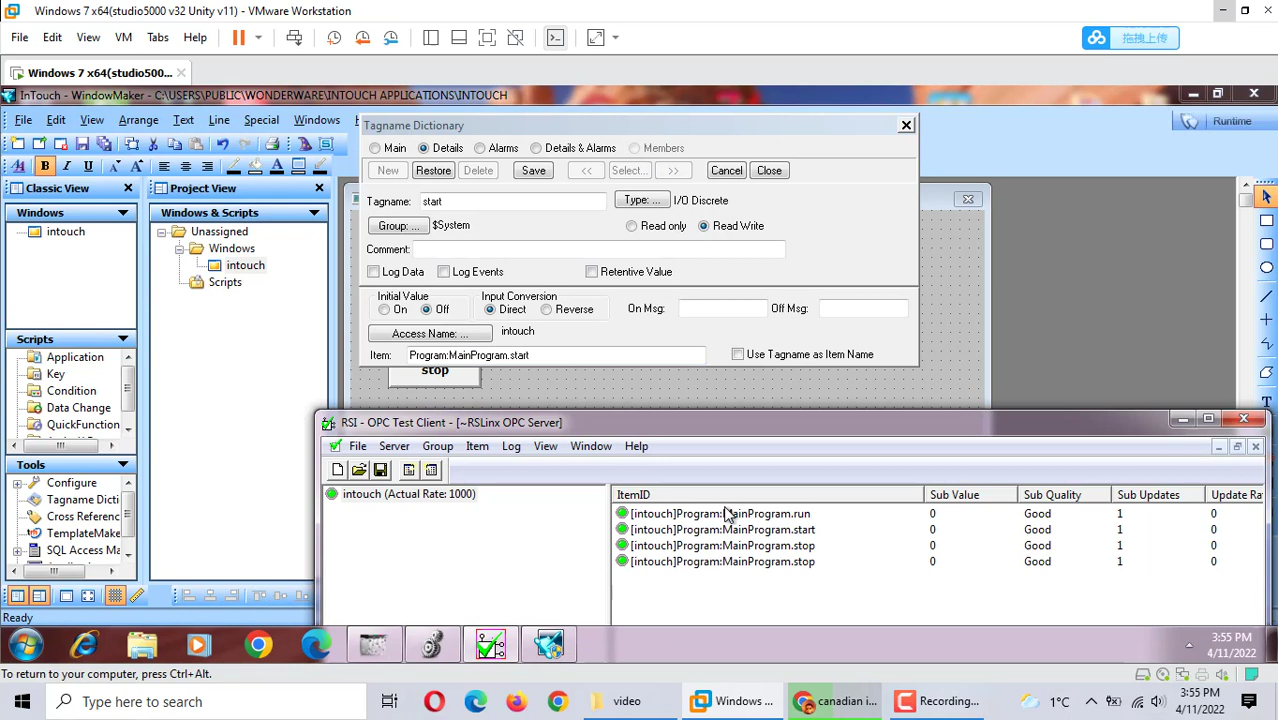 Windows 7 x64(studio5000 v32 Unity v11) - VMware Workstation
File Edit View VM Tabs Help
拖拽上传
Windows 7 x64(studio500...
InTouch - WindowMaker - C:\USERS\PUBLIC\WONDERWARE\INTOUCH APPLICATIONS\INTOUCH
File Edit View Arrange Text Line Special Windows
Runtime
Tagname Dictionary
Main Details Alarms Details & Alarms Members
New Restore Delete Save << Select... >> Cancel Close
Tagname: start Type: ... I/O Discrete
Group: ... $System Read only Read Write
Comment:
Log Data Log Events Retentive Value
Initial Value Input Conversion
On Off Direct Reverse On Msg: Off Msg:
Access Name: ... intouch
Item: Program:MainProgram.start Use Tagname as Item Name
stop
B I U A A A
Classic View
Windows
intouch
Scripts
Application
Key
Condition
Data Change
QuickFunction
Tools
Configure
Tagname Dicti
Cross Referenc
TemplateMake
SQL Access M
Ready
Project View
Windows & Scripts
Unassigned
Windows
intouch
Scripts
RSI - OPC Test Client - [~RSLinx OPC Server]
File Server Group Item Log View Window Help
intouch (Actual Rate: 1000)
ItemID Sub Value Sub Quality Sub Updates Update Ra
[intouch]Program:MainProgram.run 0 Good 1 0
[intouch]Program:MainProgram.start 0 Good 1 0
[intouch]Program:MainProgram.stop 0 Good 1 0
[intouch]Program:MainProgram.stop 0 Good 1 0
3:55 PM
4/11/2022
To return to your computer, press Ctrl+Alt.
Type here to search
video
Windows ...
canadian i...
Recording...
1°C
3:55 PM
4/11/2022